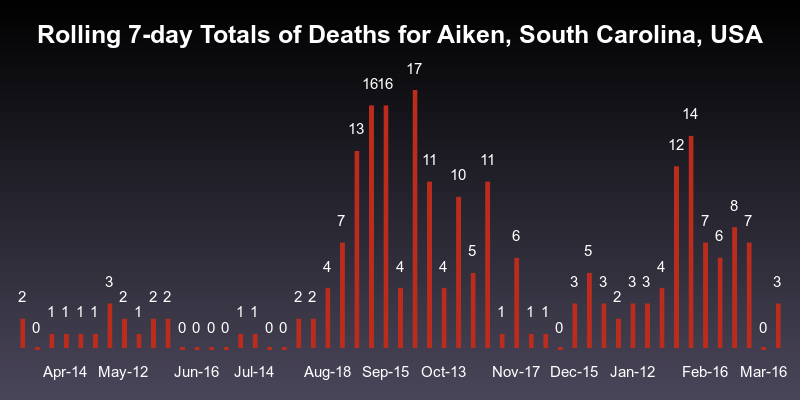 Rolling 7-day Totals of Deaths for Aiken, South Carolina, USA
2 0 1 1 1 1 3 2 1 2 2 0 0 0 0 1 1 0 0 2 2 4 7 13 16 16 4 17 11 4 10 5 11 1 6 1 1 0 3 5 3 2 3 3 4 12 14 7 6 8 7 0 3
Apr-14 May-12 Jun-16 Jul-14 Aug-18 Sep-15 Oct-13 Nov-17 Dec-15 Jan-12 Feb-16 Mar-16